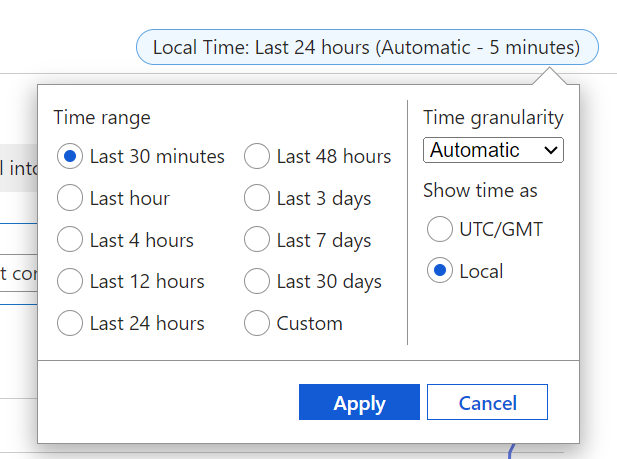 Local Time: Last 24 hours (Automatic - 5 minutes)
Time range
Last 30 minutes
Last hour
Last 4 hours
Last 12 hours
Last 24 hours
Last 48 hours
Last 3 days
Last 7 days
Last 30 days
Custom
Time granularity
Automatic
Show time as
UTC/GMT
Local
Apply
Cancel